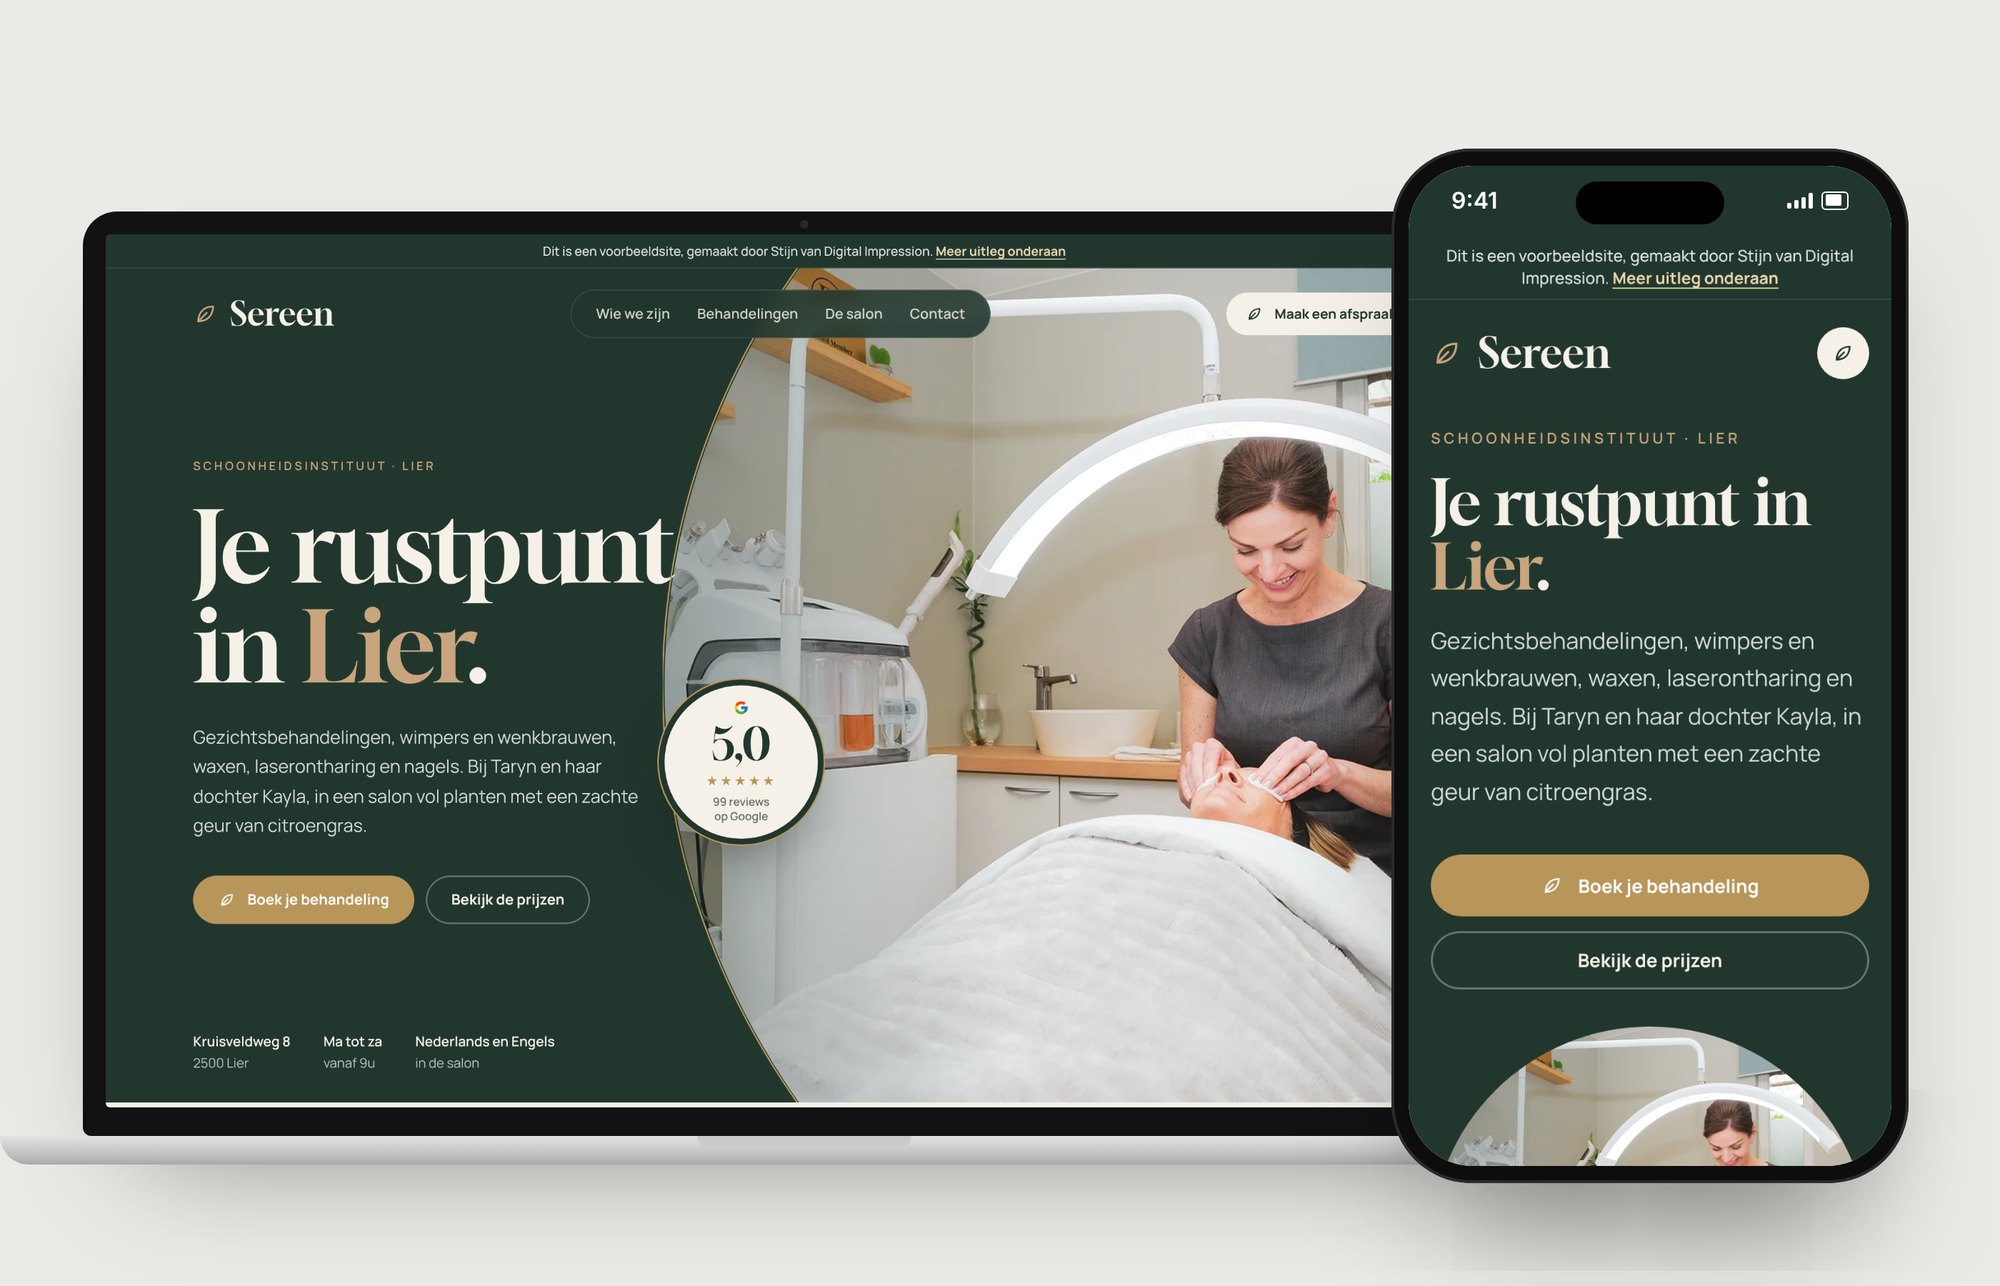 Dit is een voorbeeldsite, gemaakt door Stijn van Digital Impression. Meer uitleg onderaan
Sereen
Wie we zijn
Behandelingen
De salon
Contact
Maak een afspraak
SCHOONHEIDSINSTITUUT · LIER
Je rustpunt
in Lier.
Gezichtsbehandelingen, wimpers en wenkbrauwen,
waxen, laserontharing en nagels. Bij Taryn en haar
dochter Kayla, in een salon vol planten met een zachte
geur van citroengras.
Boek je behandeling
Bekijk de prijzen
G
5,0
★★★★★
99 reviews
op Google
Kruisveldweg 8
2500 Lier
Ma tot za
vanaf 9u
Nederlands en Engels
in de salon
9:41
Dit is een voorbeeldsite, gemaakt door Stijn van Digital
Impression. Meer uitleg onderaan
Sereen
SCHOONHEIDSINSTITUUT · LIER
Je rustpunt in
Lier.
Gezichtsbehandelingen, wimpers en
wenkbrauwen, waxen, laserontharing en
nagels. Bij Taryn en haar dochter Kayla, in
een salon vol planten met een zachte
geur van citroengras.
Boek je behandeling
Bekijk de prijzen